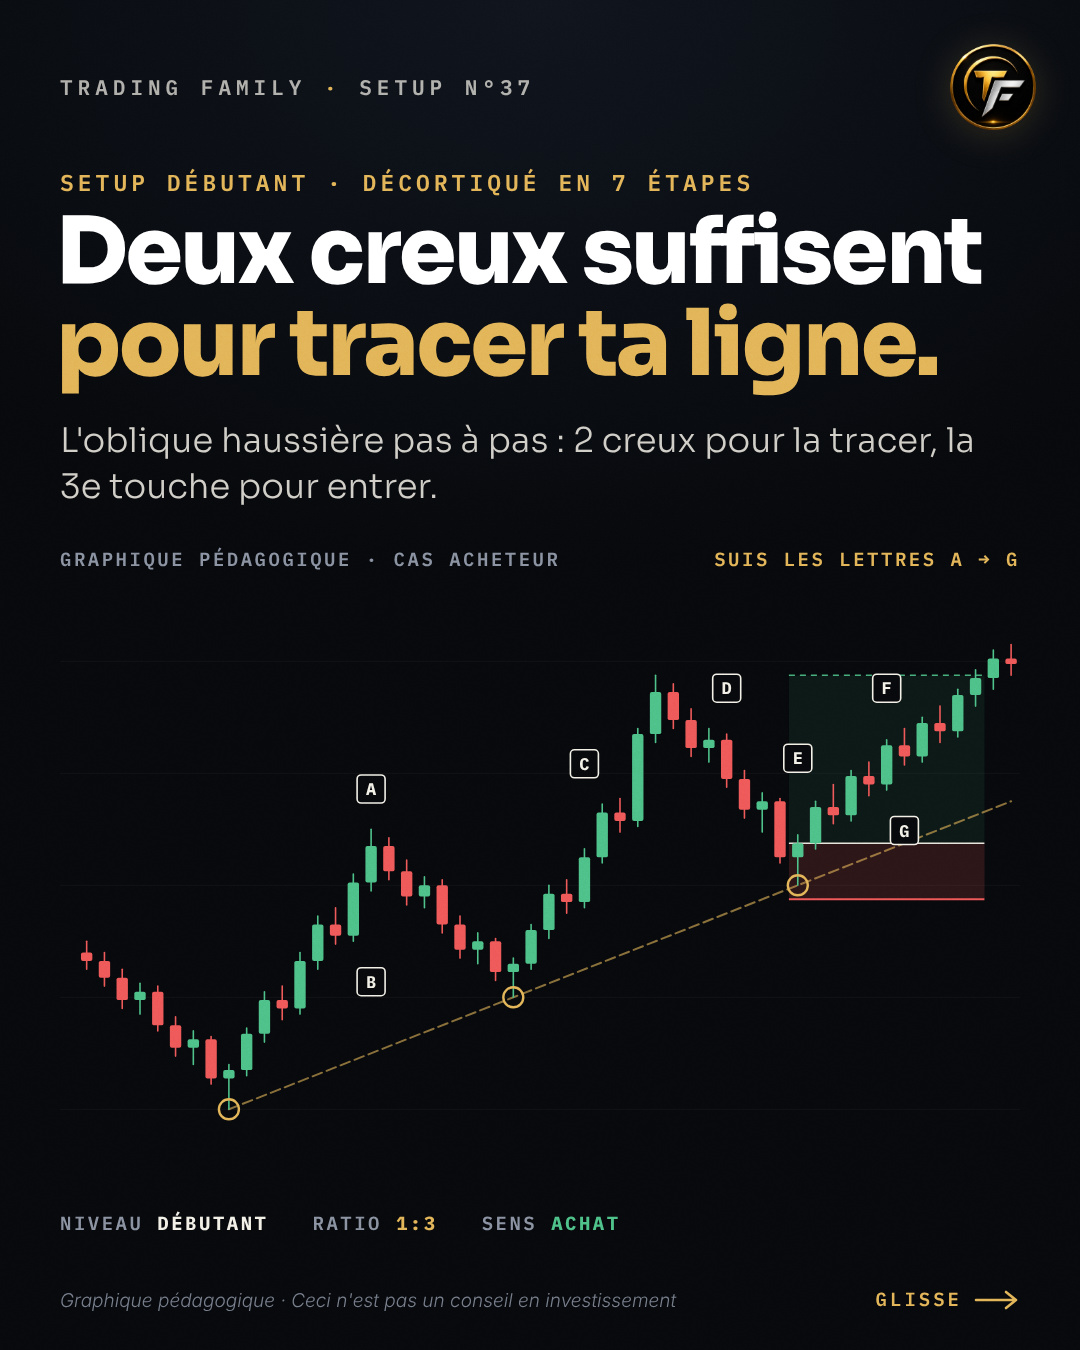 TRADING FAMILY · SETUP N°37
TF
SETUP DÉBUTANT · DÉCORTIQUÉ EN 7 ÉTAPES
Deux creux suffisent
pour tracer ta ligne.
L'oblique haussière pas à pas : 2 creux pour la tracer, la
3e touche pour entrer.
GRAPHIQUE PÉDAGOGIQUE · CAS ACHETEUR
SUIS LES LETTRES A → G
A
B
C
D
E
F
G
NIVEAU DÉBUTANT RATIO 1:3 SENS ACHAT
Graphique pédagogique · Ceci n'est pas un conseil en investissement
GLISSE →